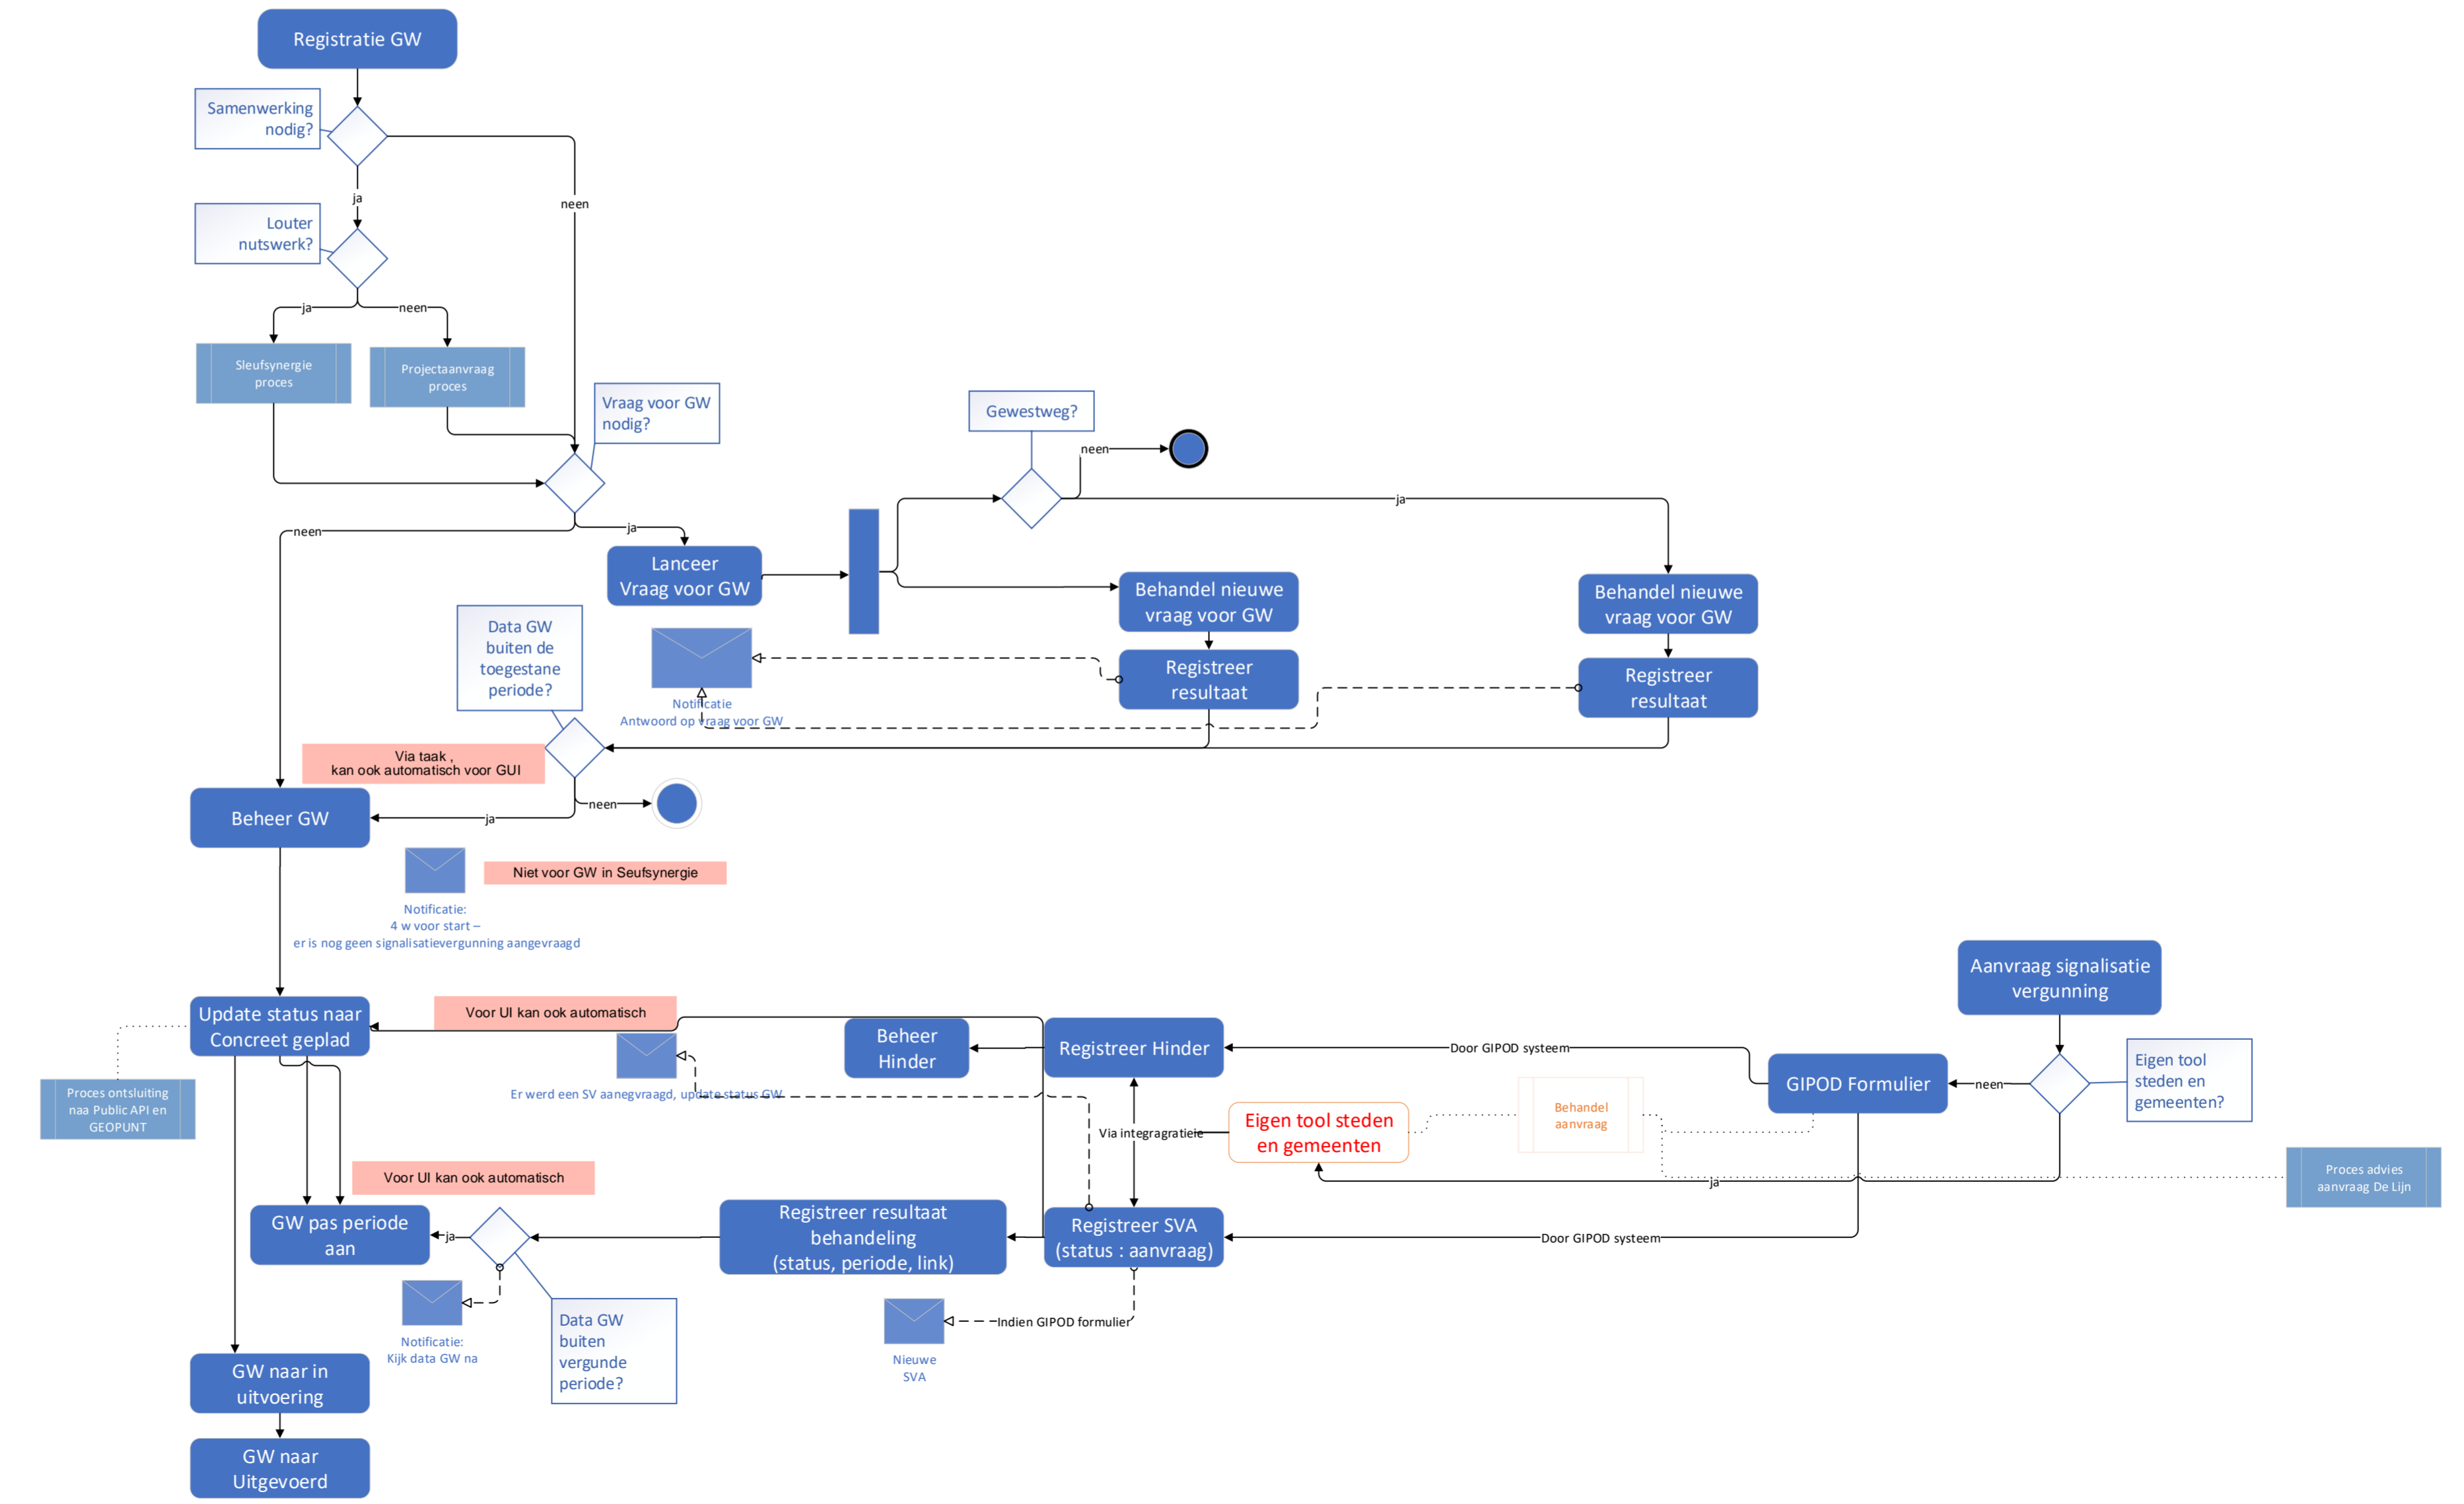 Registratie GW
Samenwerking
nodig?
ja
neen
Louter
nutswerk?
ja
neen
Sleufsynergie
proces
Projectaanvraag
proces
Vraag voor GW
nodig?
Gewestweg?
neen
ja
neen
ja
Lanceer
Vraag voor GW
Behandel nieuwe
vraag voor GW
Behandel nieuwe
vraag voor GW
Data GW
buiten de
toegestane
periode?
Registreer
resultaat
Registreer
resultaat
Notificatie
Antwoord op vraag voor GW
Via taak ,
kan ook automatisch voor GUI
neen
Beheer GW
ja
Niet voor GW in Seufsynergie
Notificatie:
4 w voor start –
er is nog geen signalisatievergunning aangevraagd
Aanvraag signalisatie
vergunning
Update status naar
Concreet geplad
Voor UI kan ook automatisch
Beheer
Hinder
Registreer Hinder
Door GIPOD systeem
GIPOD Formulier
neen
Eigen tool
steden en
gemeenten?
Er werd een SV aanegvraagd, update status GW
Proces ontsluiting
naa Public API en
GEOPUNT
Via integragratieie
Eigen tool steden
en gemeenten
Behandel
aanvraag
Proces advies
aanvraag De Lijn
ja
Voor UI kan ook automatisch
GW pas periode
aan
ja
Registreer resultaat
behandeling
(status, periode, link)
Registreer SVA
(status : aanvraag)
Door GIPOD systeem
Notificatie:
Kijk data GW na
Data GW
buiten
vergunde
periode?
Indien GIPOD formulier
Nieuwe
SVA
GW naar in
uitvoering
GW naar
Uitgevoerd